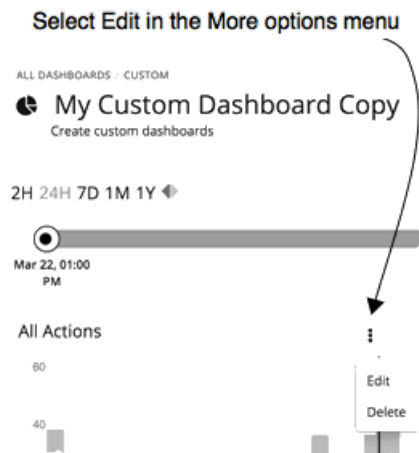 Select Edit in the More options menu
ALL DASHBOARDS / CUSTOM
My Custom Dashboard Copy
Create custom dashboards
2H 24H 7D 1M 1Y
Mar 22, 01:00
PM
All Actions
60
Edit
Delete
40